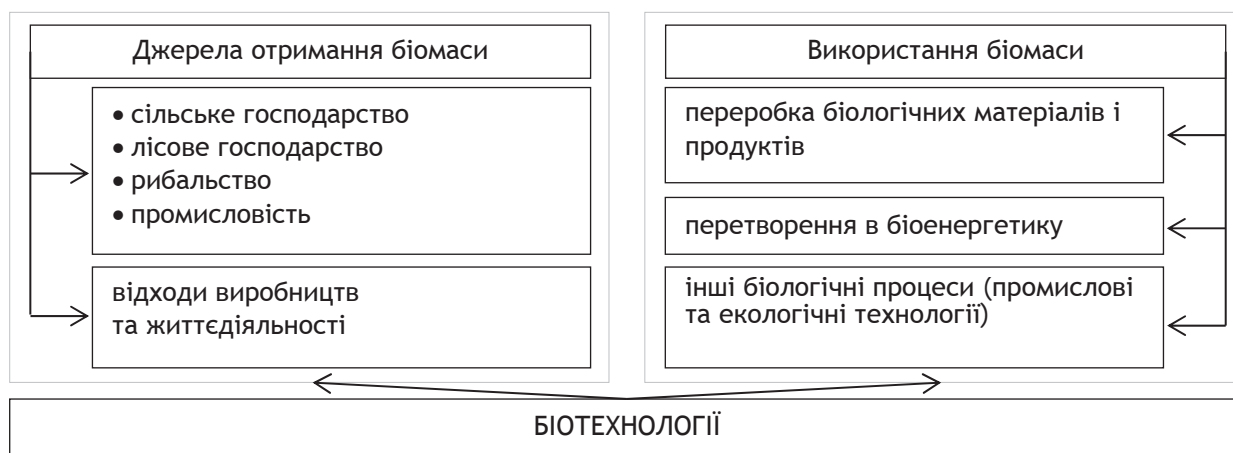 Джерела отримання біомаси
• сільське господарство
• лісове господарство
• рибальство
• промисловість
відходи виробництв
та життєдіяльності
Використання біомаси
переробка біологічних матеріалів і
продуктів
перетворення в біоенергетику
інші біологічні процеси (промислові
та екологічні технології)
БІОТЕХНОЛОГІЇ